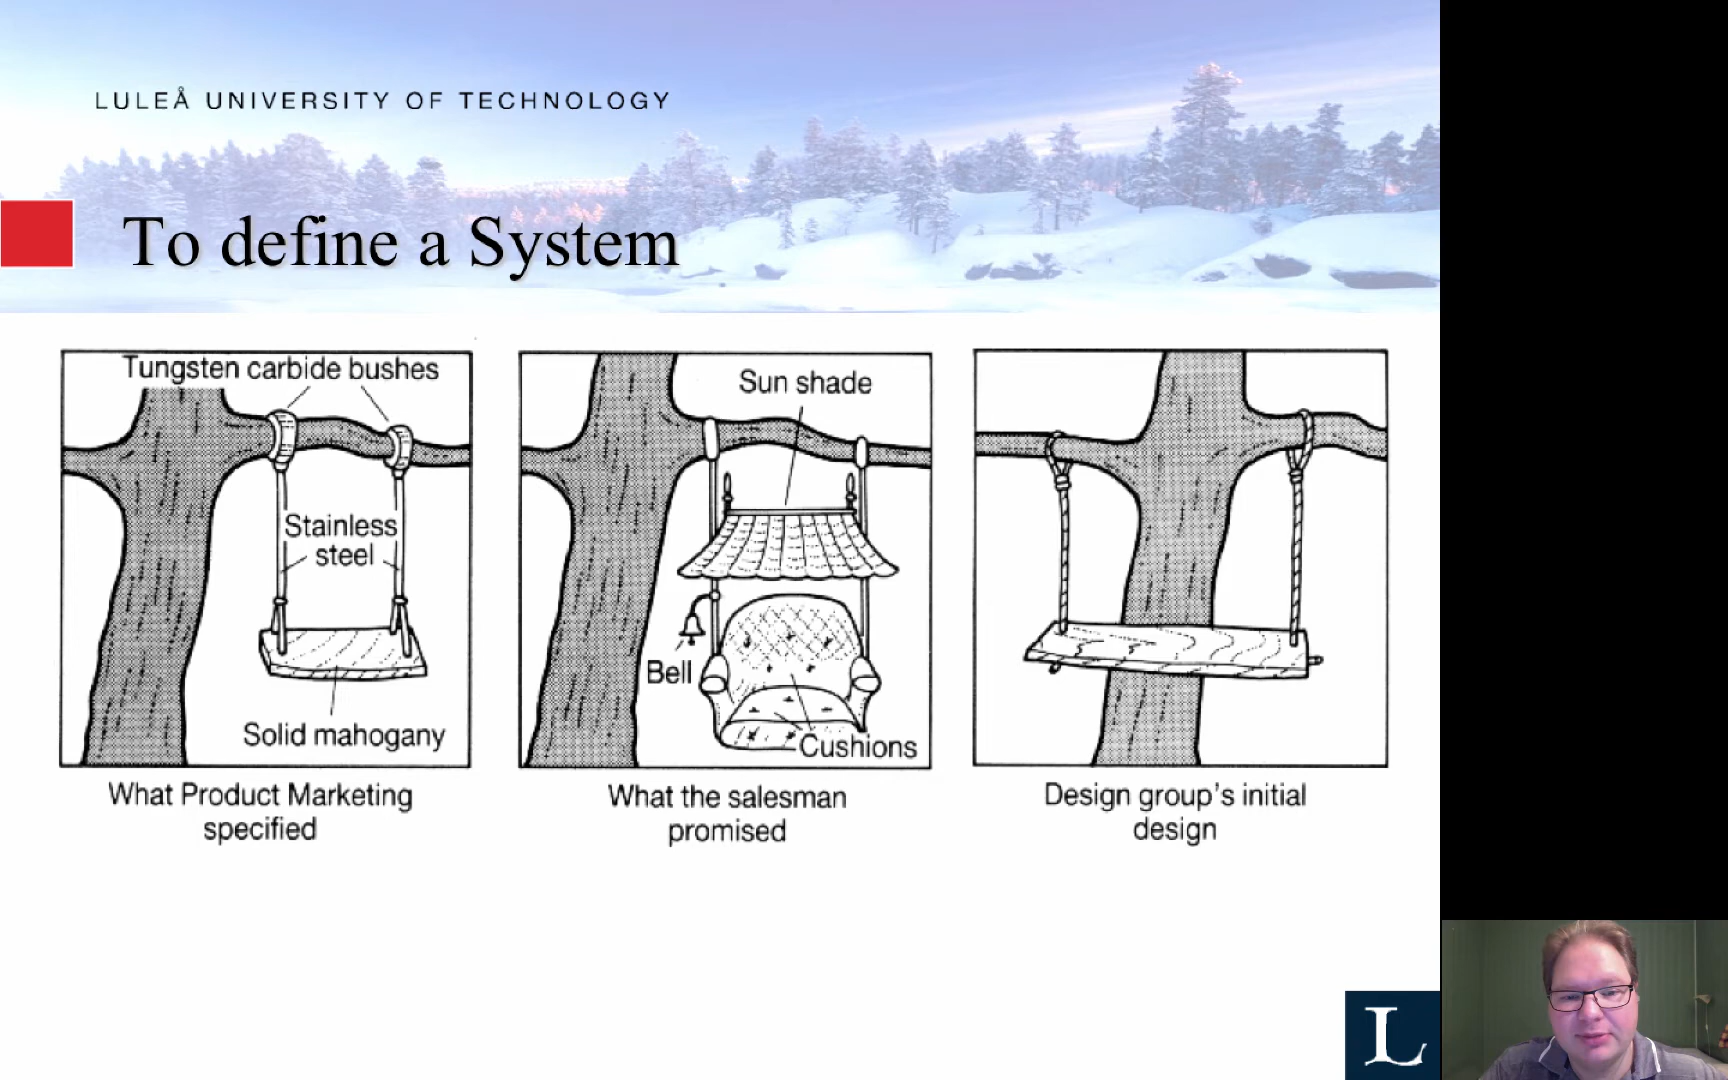 LULEÅ UNIVERSITY OF TECHNOLOGY
To define a System
Tungsten carbide bushes
Stainless
steel
Solid mahogany
What Product Marketing
specified
Sun shade
Bell
Cushions
What the salesman
promised
Design group's initial
design
L